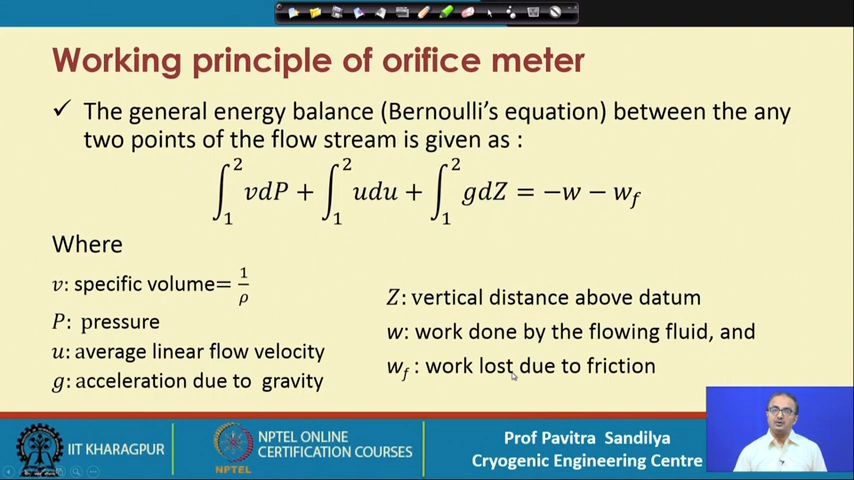 Working principle of orifice meter
✓ The general energy balance (Bernoulli's equation) between the any
two points of the flow stream is given as :
∫₁² vdP + ∫₁² udu + ∫₁² gdZ = −w − w_f
Where
v: specific volume= 1/ρ
P: pressure
u: average linear flow velocity
g: acceleration due to gravity
Z: vertical distance above datum
w: work done by the flowing fluid, and
w_f : work lost due to friction
IIT KHARAGPUR
NPTEL
NPTEL ONLINE
CERTIFICATION COURSES
Prof Pavitra Sandilya
Cryogenic Engineering Centre